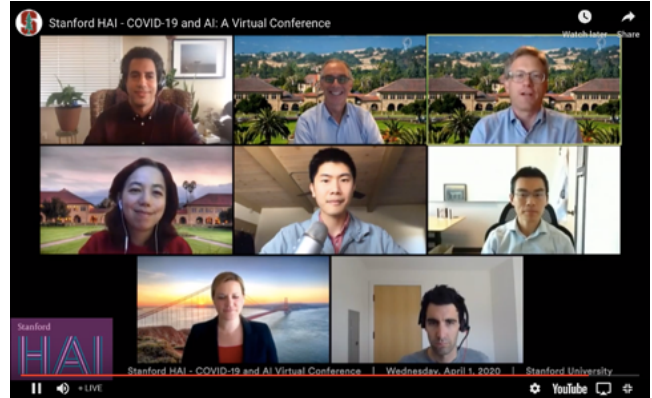 Stanford HAI - COVID-19 and AI: A Virtual Conference
Watch later
Share
Stanford
HAI
Stanford HAI - COVID-19 and AI Virtual Conference | Wednesday, April 1, 2020 | Stanford University
• LIVE
YouTube